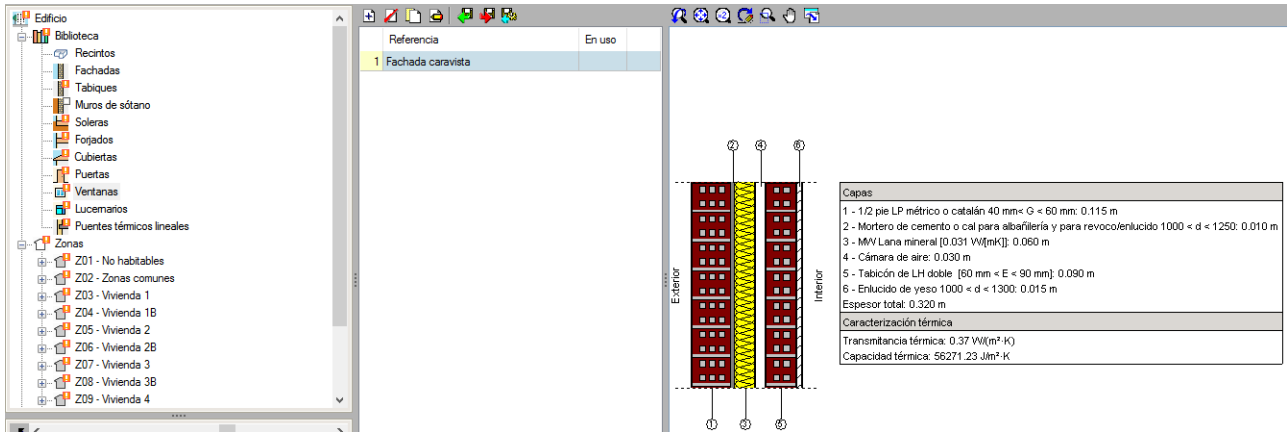 Edificio
Biblioteca
Recintos
Fachadas
Tabiques
Muros de sótano
Soleras
Forjados
Cubiertas
Puertas
Ventanas
Lucernarios
Puentes térmicos lineales
Zonas
Z01 - No habitables
Z02 - Zonas comunes
Z03 - Vivienda 1
Z04 - Vivienda 1B
Z05 - Vivienda 2
Z06 - Vivienda 2B
Z07 - Vivienda 3
Z08 - Vivienda 3B
Z09 - Vivienda 4
Referencia En uso
1 Fachada caravista
2 4 6
Exterior
Interior
1 3 5
Capas
1 - 1/2 pie LP métrico o catalán 40 mm< G < 60 mm: 0.115 m
2 - Mortero de cemento o cal para albañilería y para revoco/enlucido 1000 < d < 1250: 0.010 m
3 - MW Lana mineral [0.031 W/[mK]]: 0.060 m
4 - Cámara de aire: 0.030 m
5 - Tabicón de LH doble [60 mm < E < 90 mm]: 0.090 m
6 - Enlucido de yeso 1000 < d < 1300: 0.015 m
Espesor total: 0.320 m
Caracterización térmica
Transmitancia térmica: 0.37 W/(m²·K)
Capacidad térmica: 56271.23 J/m²·K